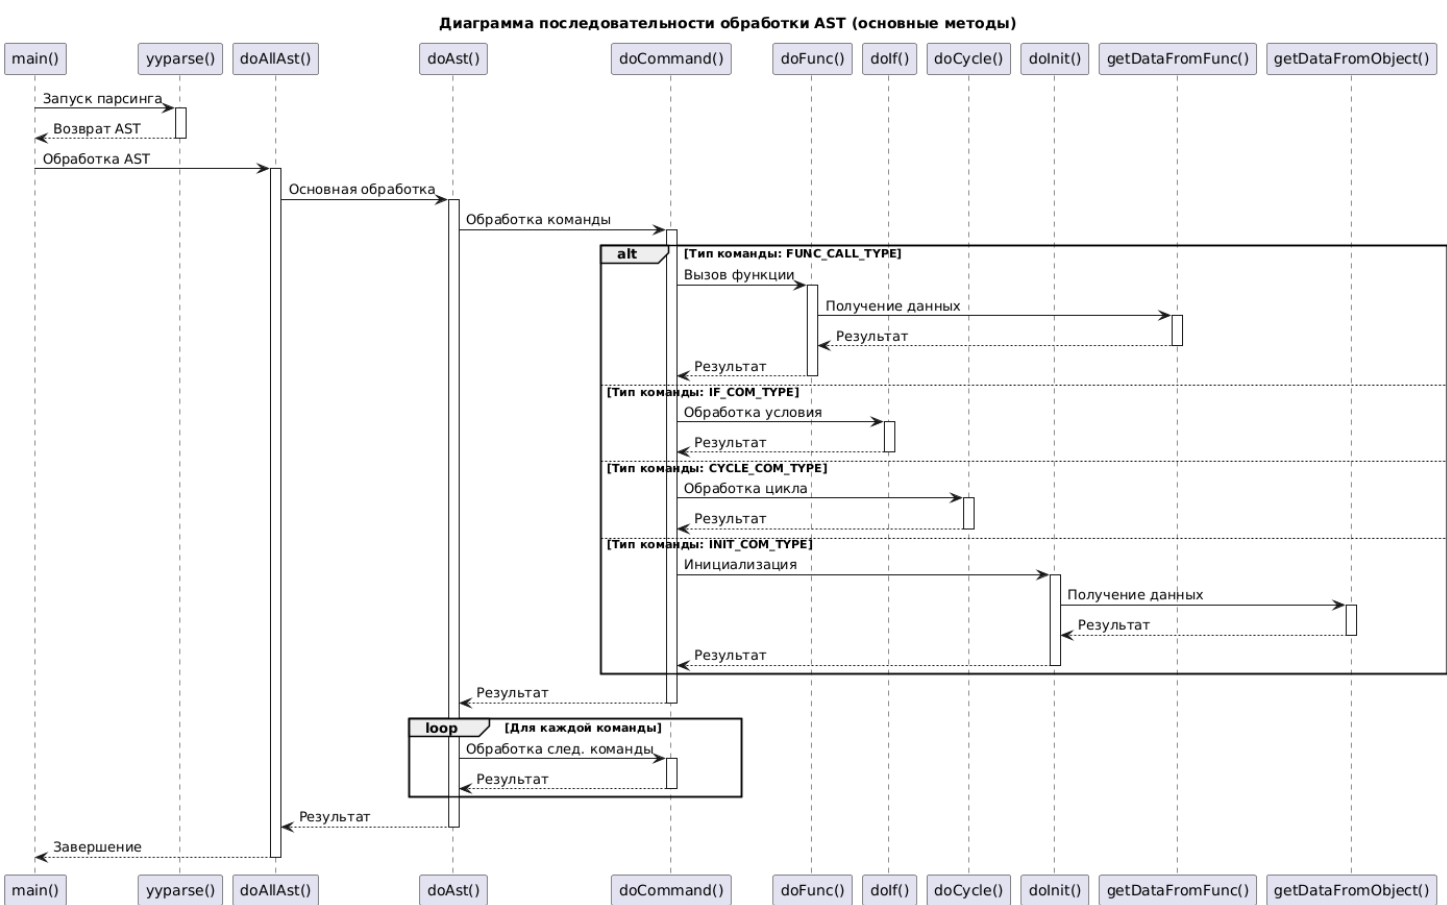 Диаграмма последовательности обработки AST (основные методы)
main() yyparse() doAllAst() doAst() doCommand() doFunc() doIf() doCycle() doInit() getDataFromFunc() getDataFromObject()
Запуск парсинга
Возврат AST
Обработка AST
Основная обработка
Обработка команды
alt [Тип команды: FUNC_CALL_TYPE]
Вызов функции
Получение данных
Результат
Результат
[Тип команды: IF_COM_TYPE]
Обработка условия
Результат
[Тип команды: CYCLE_COM_TYPE]
Обработка цикла
Результат
[Тип команды: INIT_COM_TYPE]
Инициализация
Получение данных
Результат
Результат
Результат
loop [Для каждой команды]
Обработка след. команды
Результат
Результат
Завершение
main() yyparse() doAllAst() doAst() doCommand() doFunc() doIf() doCycle() doInit() getDataFromFunc() getDataFromObject()